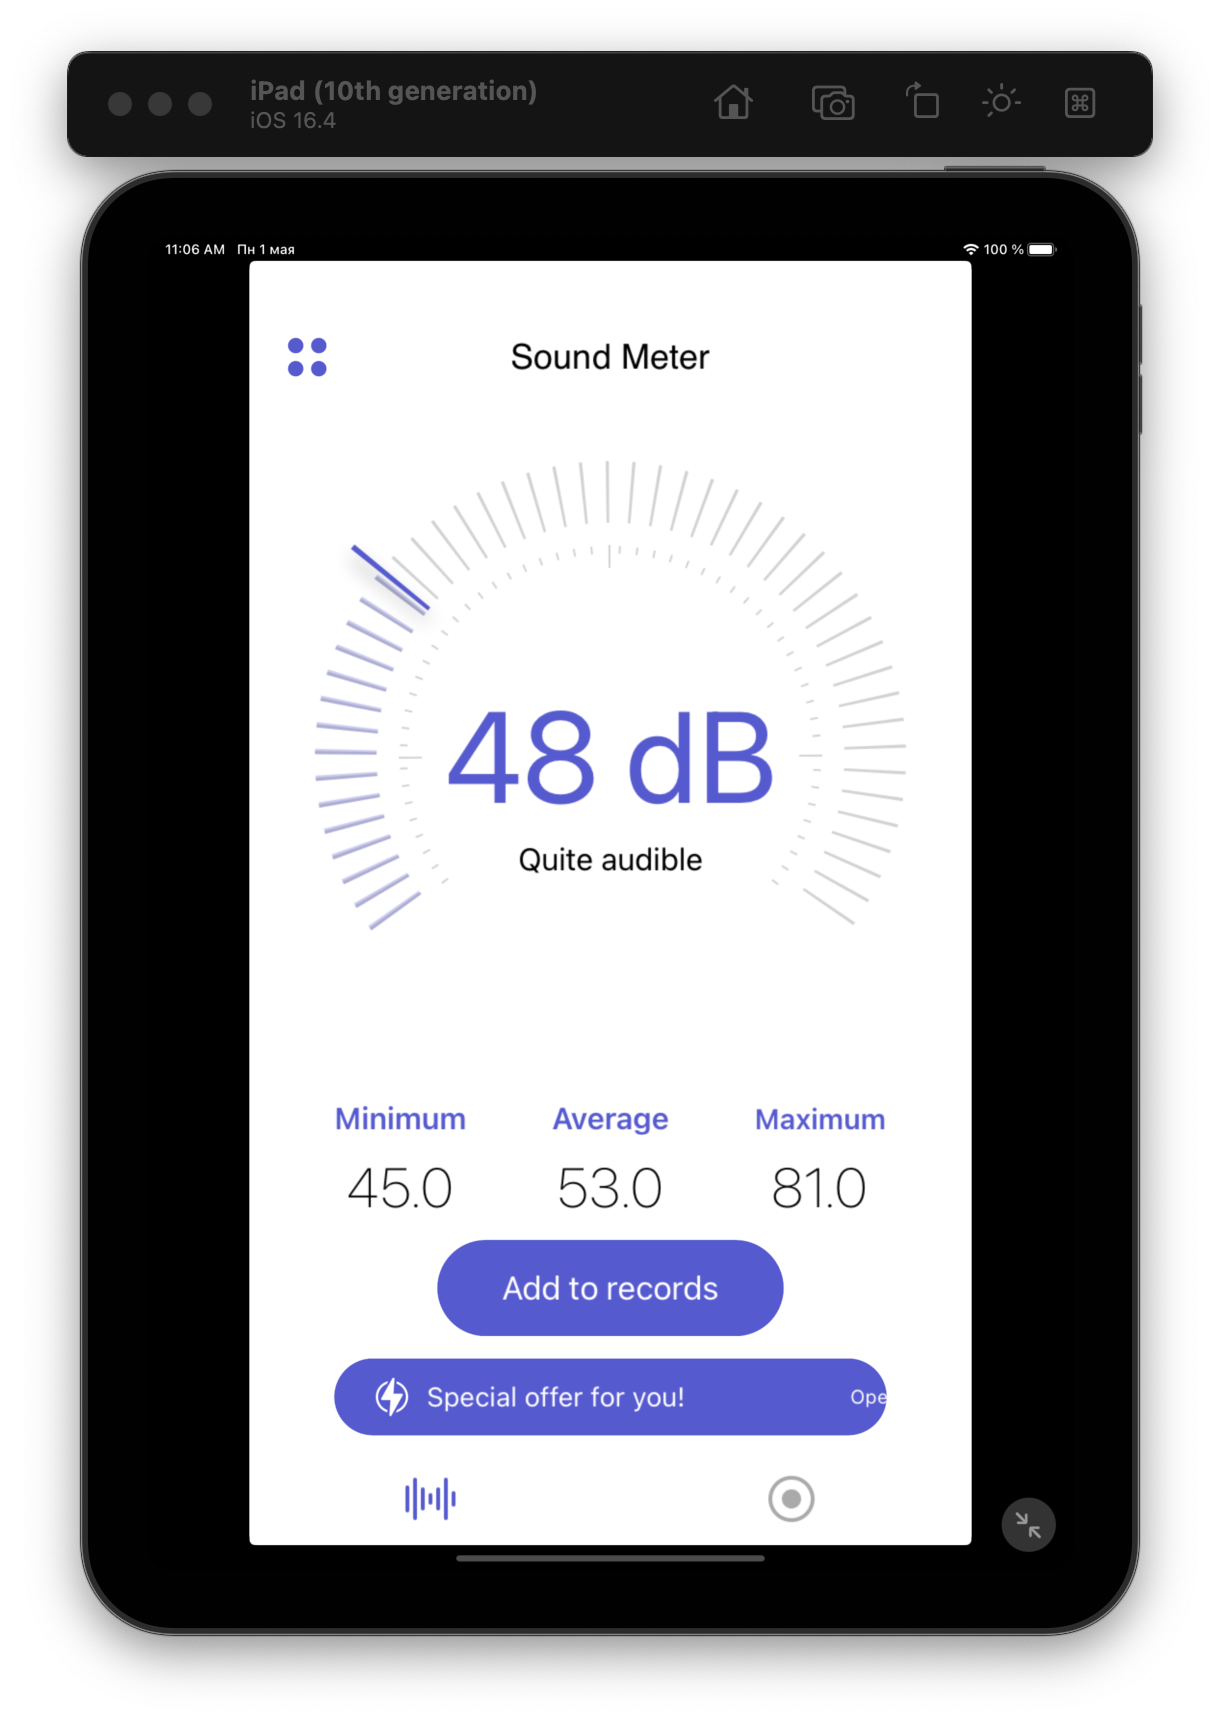 iPad (10th generation)
iOS 16.4
11:06 AM Пн 1 мая
100 %
Sound Meter
48 dB
Quite audible
Minimum Average Maximum
45.0 53.0 81.0
Add to records
Special offer for you! Ope